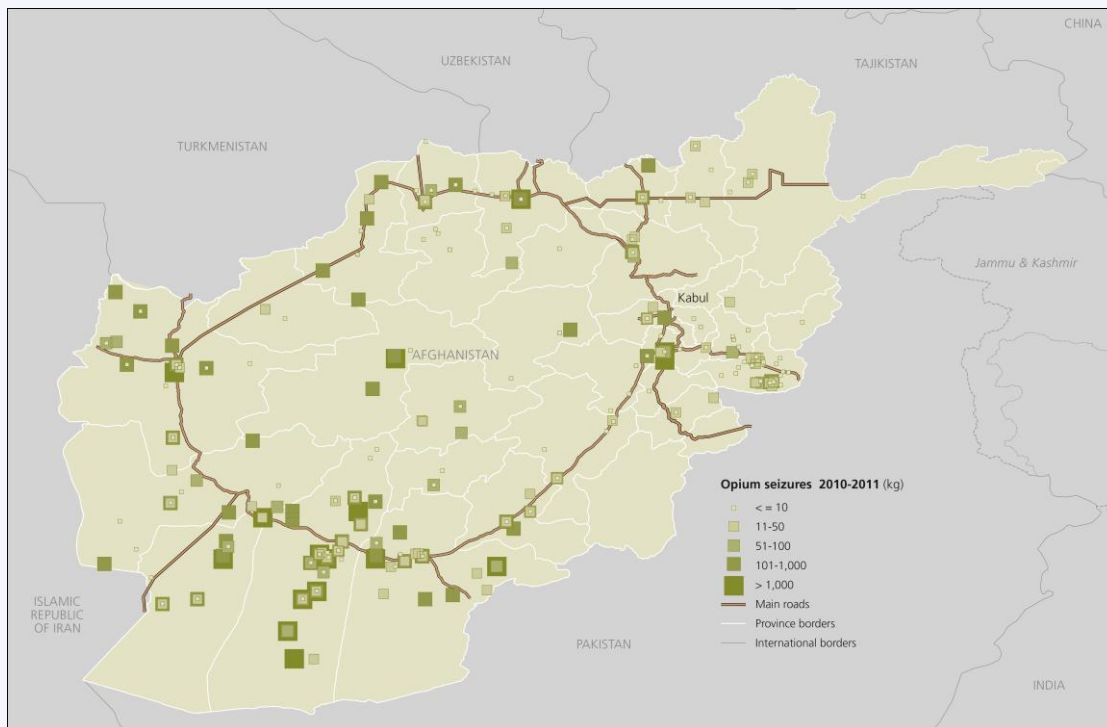 CHINA
UZBEKISTAN
TAJIKISTAN
TURKMENISTAN
Jammu & Kashmir
Kabul
AFGHANISTAN
Opium seizures 2010-2011 (kg)
< = 10
11-50
51-100
101-1,000
> 1,000
Main roads
Province borders
International borders
ISLAMIC
REPUBLIC
OF IRAN
PAKISTAN
INDIA